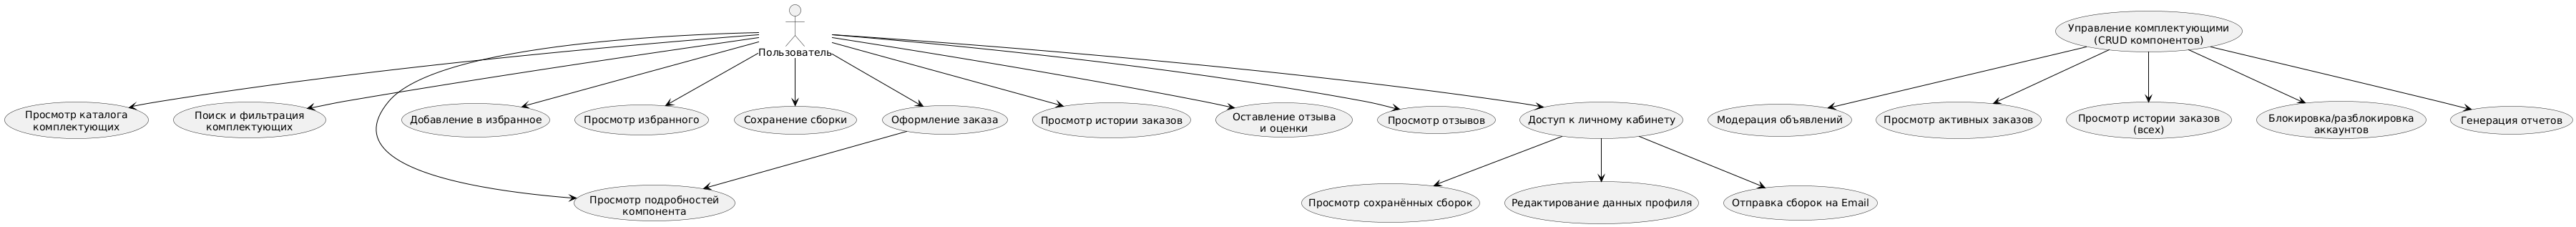 Пользователь
Управление комплектующими
(CRUD компонентов)
Просмотр каталога
комплектующих
Поиск и фильтрация
комплектующих
Добавление в избранное
Просмотр избранного
Сохранение сборки
Оформление заказа
Просмотр истории заказов
Оставление отзыва
и оценки
Просмотр отзывов
Доступ к личному кабинету
Модерация объявлений
Просмотр активных заказов
Просмотр истории заказов
(всех)
Блокировка/разблокировка
аккаунтов
Генерация отчетов
Просмотр подробностей
компонента
Просмотр сохранённых сборок
Редактирование данных профиля
Отправка сборок на Email